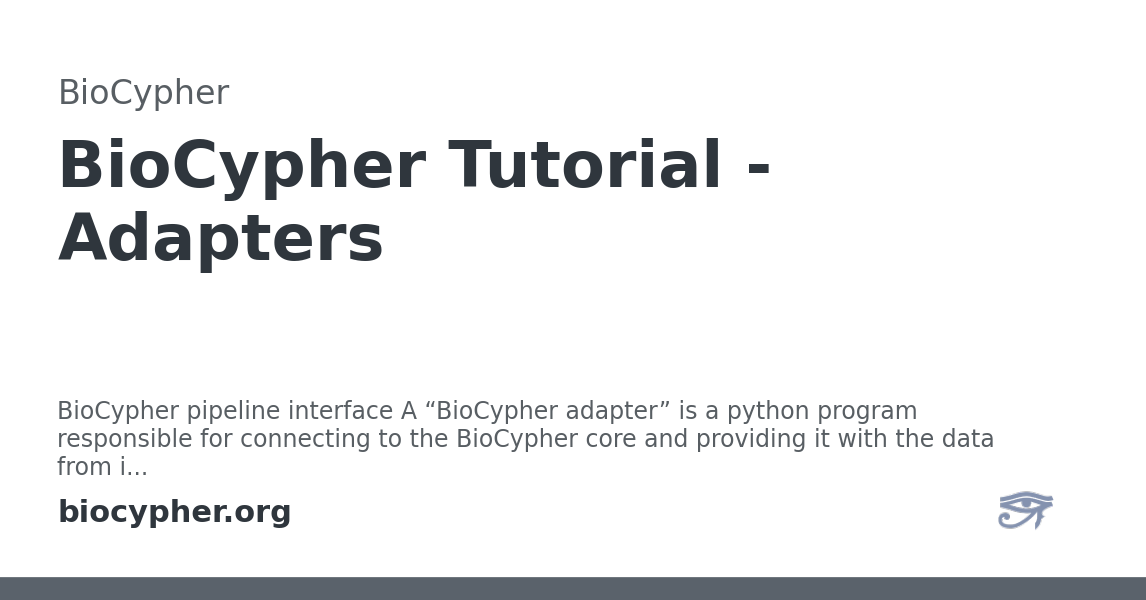 BioCypher
BioCypher Tutorial -
Adapters
BioCypher pipeline interface A “BioCypher adapter” is a python program
responsible for connecting to the BioCypher core and providing it with the data
from i...
biocypher.org